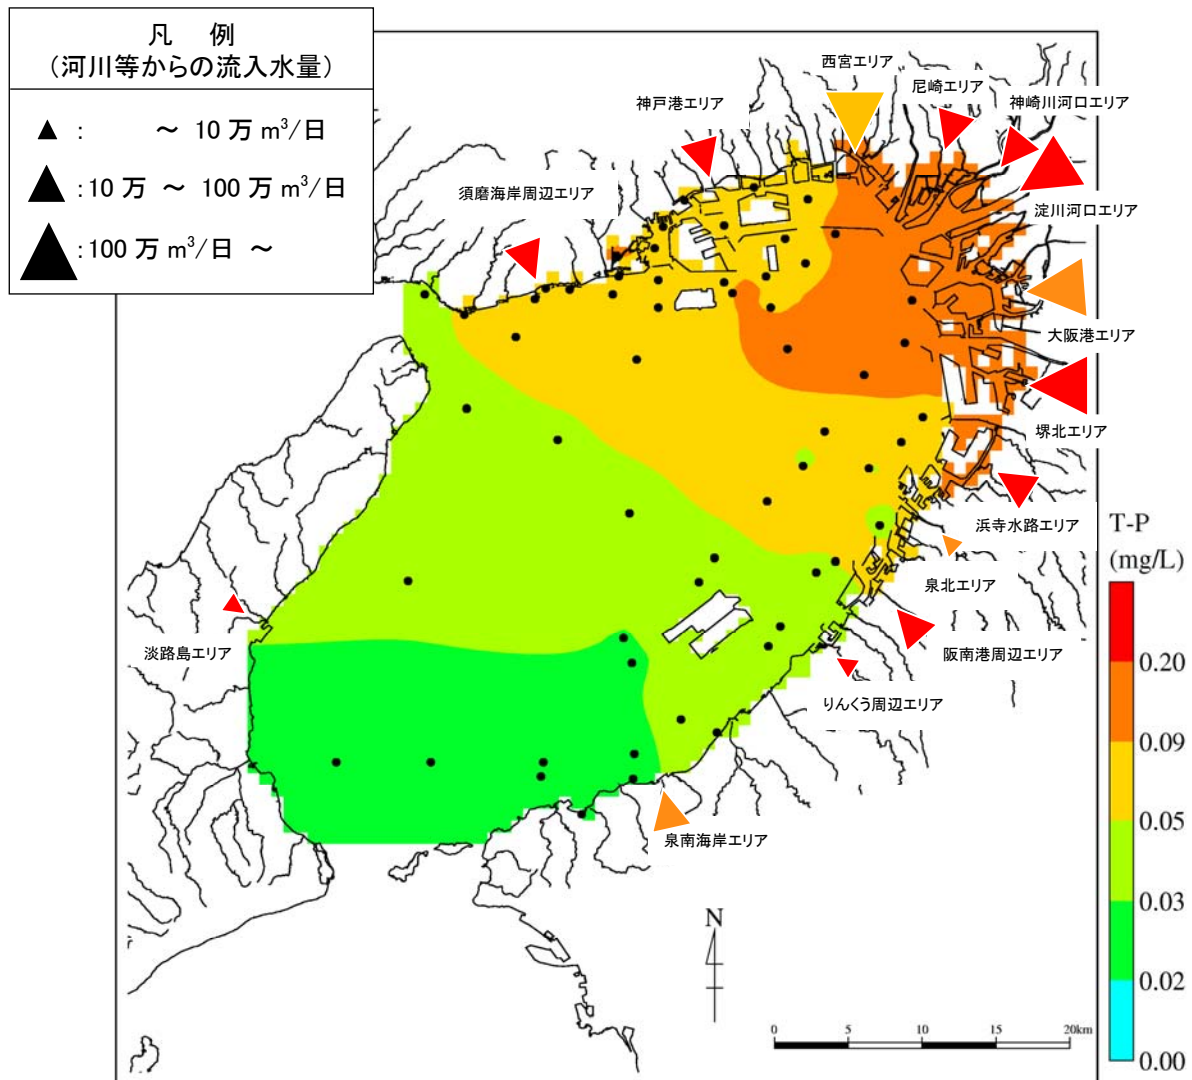 凡 例
（河川等からの流入水量）
▲ : ～ 10 万 m³/日
▲ : 10 万 ～ 100 万 m³/日
▲ : 100 万 m³/日 ～
西宮エリア
尼崎エリア
神崎川河口エリア
神戸港エリア
須磨海岸周辺エリア
淀川河口エリア
大阪港エリア
堺北エリア
浜寺水路エリア
泉北エリア
阪南港周辺エリア
りんくう周辺エリア
淡路島エリア
泉南海岸エリア
T-P
(mg/L)
0.20
0.09
0.05
0.03
0.02
0.00
N
0 5 10 15 20km